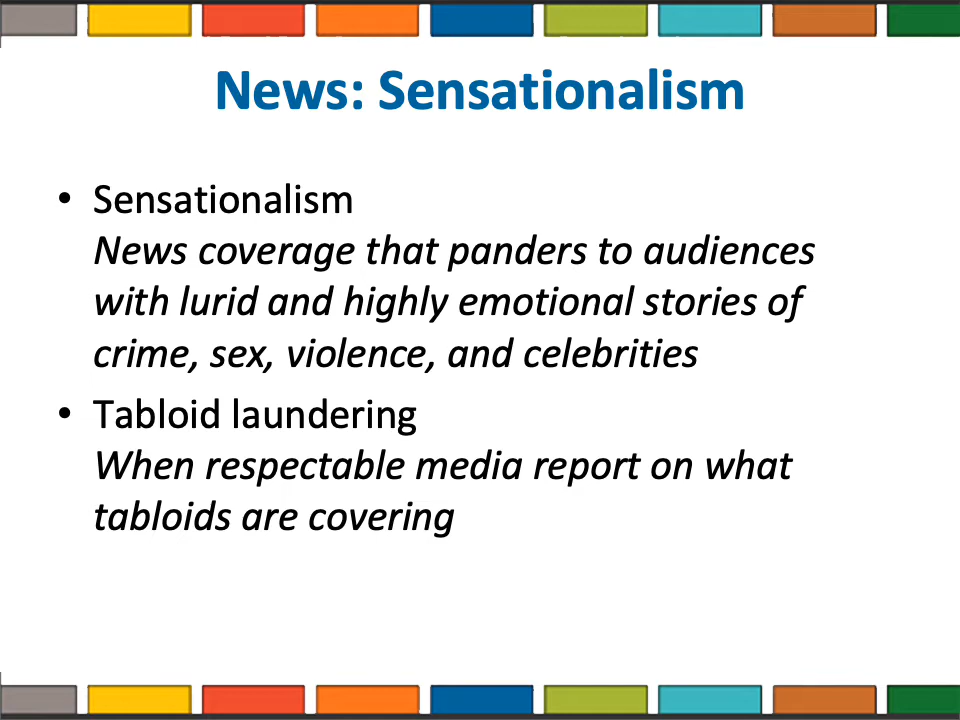 News: Sensationalism
• Sensationalism
News coverage that panders to audiences
with lurid and highly emotional stories of
crime, sex, violence, and celebrities
• Tabloid laundering
When respectable media report on what
tabloids are covering